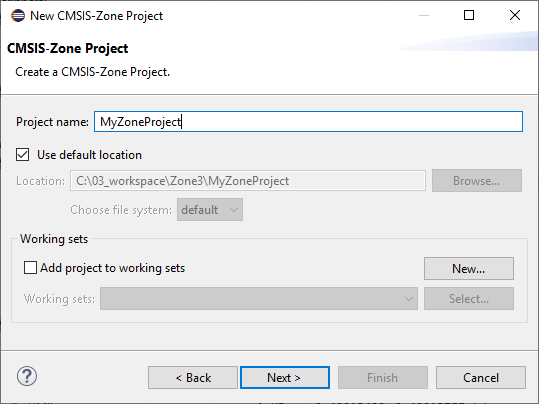 New CMSIS-Zone Project
CMSIS-Zone Project
Create a CMSIS-Zone Project.
Project name: MyZoneProject
Use default location
Location: C:\03_workspace\Zone3\MyZoneProject Browse...
Choose file system: default
Working sets
Add project to working sets New...
Working sets: Select...
? < Back Next > Finish Cancel